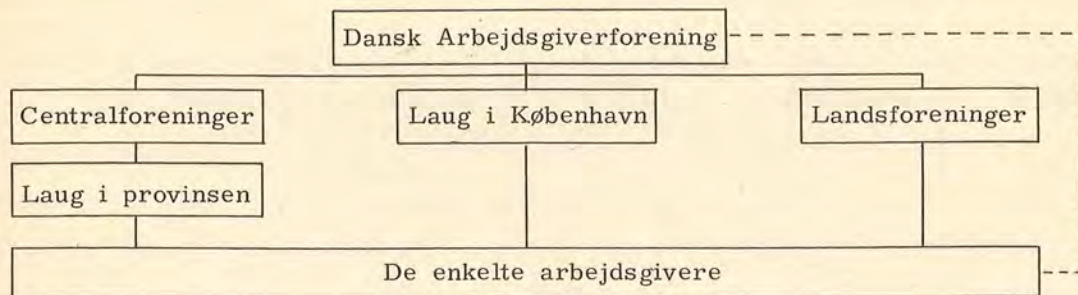 Dansk Arbejdsgiverforening
Centralforeninger
Laug i København
Landsforeninger
Laug i provinsen
De enkelte arbejdsgivere